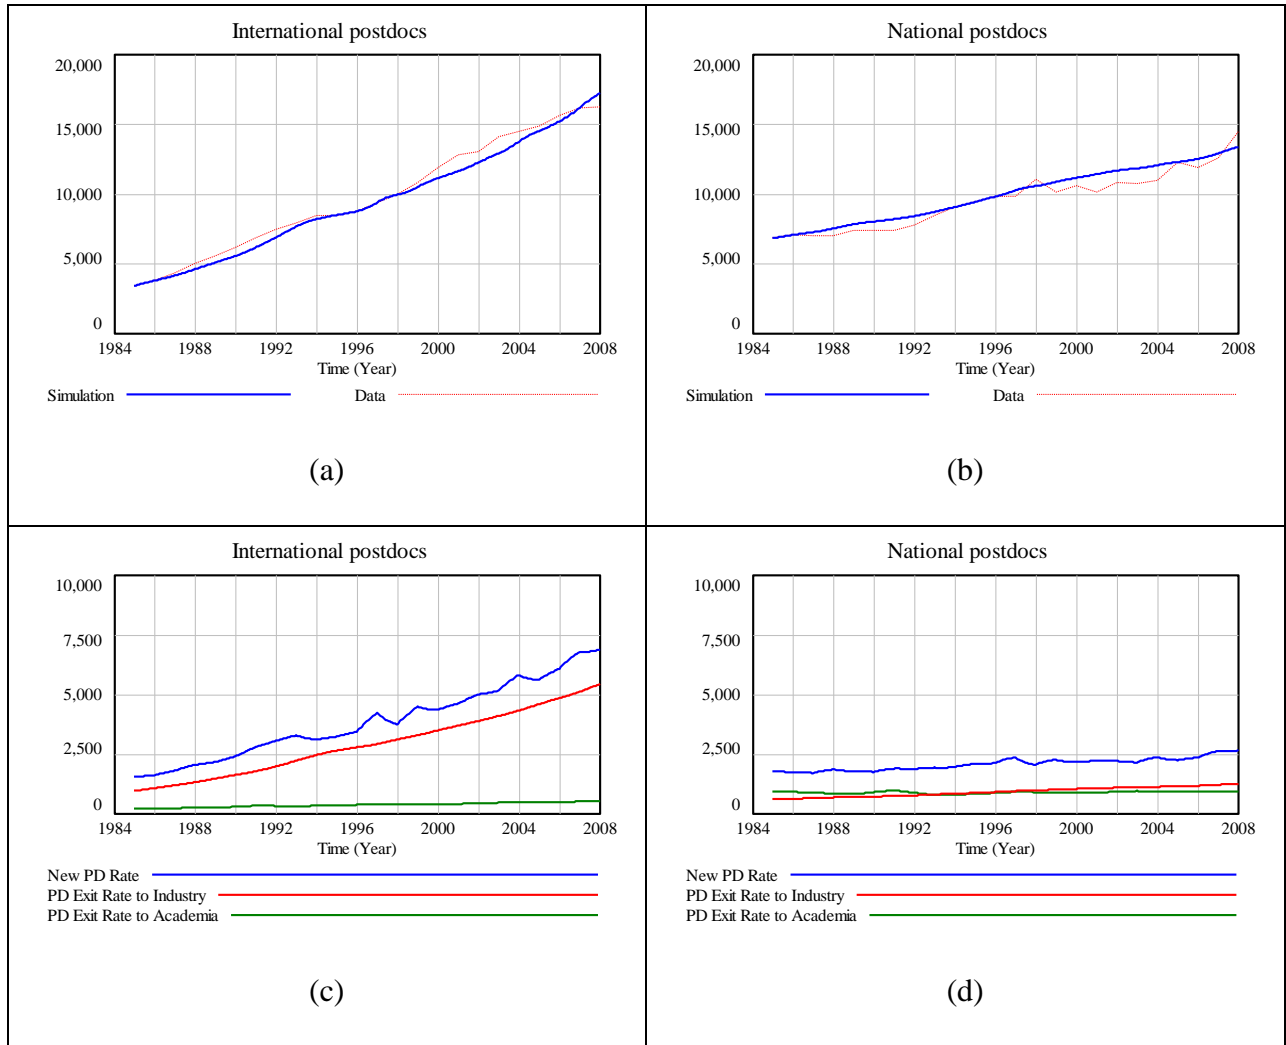 International postdocs
20,000
15,000
10,000
5,000
0
1984 1988 1992 1996 2000 2004 2008
Time (Year)
Simulation Data
(a)
National postdocs
20,000
15,000
10,000
5,000
0
1984 1988 1992 1996 2000 2004 2008
Time (Year)
Simulation Data
(b)
International postdocs
10,000
7,500
5,000
2,500
0
1984 1988 1992 1996 2000 2004 2008
Time (Year)
New PD Rate
PD Exit Rate to Industry
PD Exit Rate to Academia
(c)
National postdocs
10,000
7,500
5,000
2,500
0
1984 1988 1992 1996 2000 2004 2008
Time (Year)
New PD Rate
PD Exit Rate to Industry
PD Exit Rate to Academia
(d)